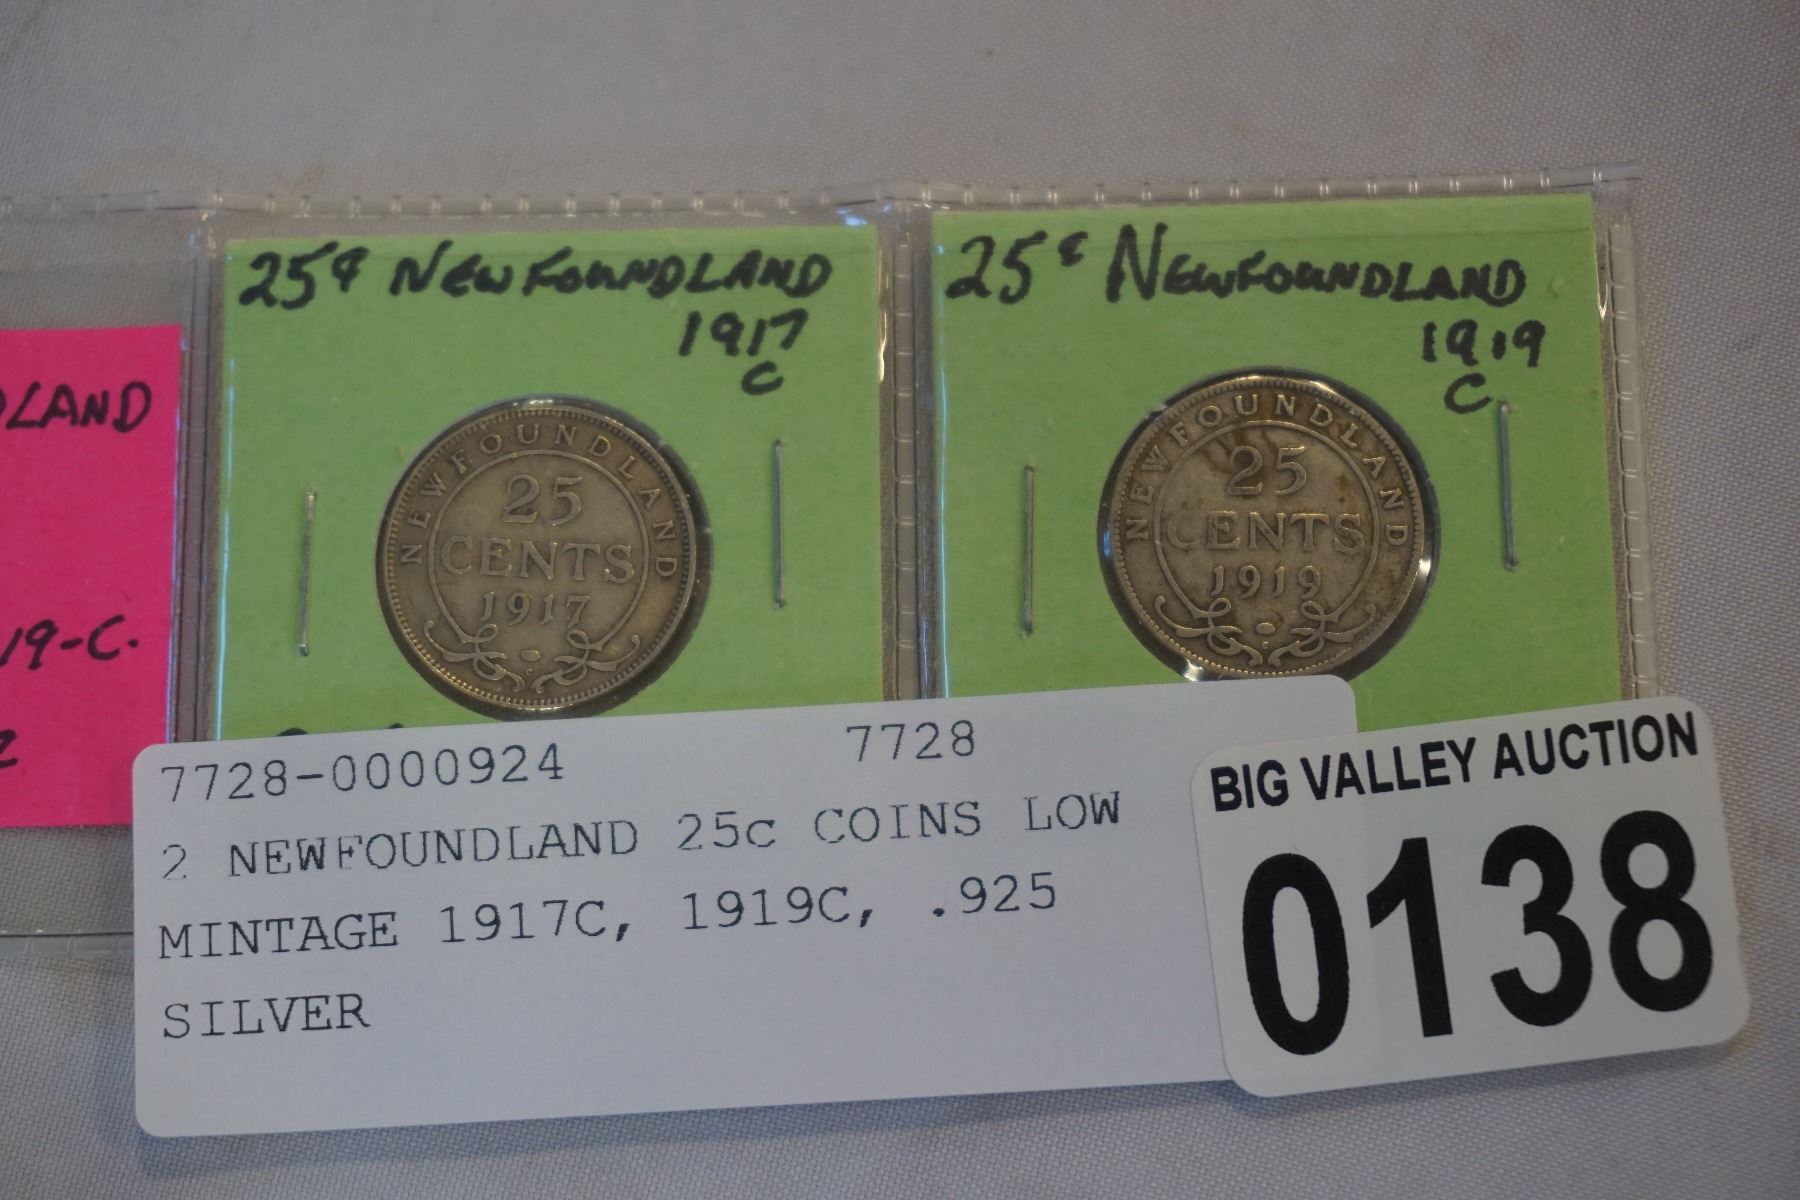 25¢ NEWFOUNDLAND
1917
C
25¢ NEWFOUNDLAND
1919
C
LAND
19-C.
NEWFOUNDLAND
25
CENTS
1917
NEWFOUNDLAND
25
CENTS
1919
7728-0000924 7728
2 NEWFOUNDLAND 25c COINS LOW
MINTAGE 1917C, 1919C, .925
SILVER
BIG VALLEY AUCTION
0138